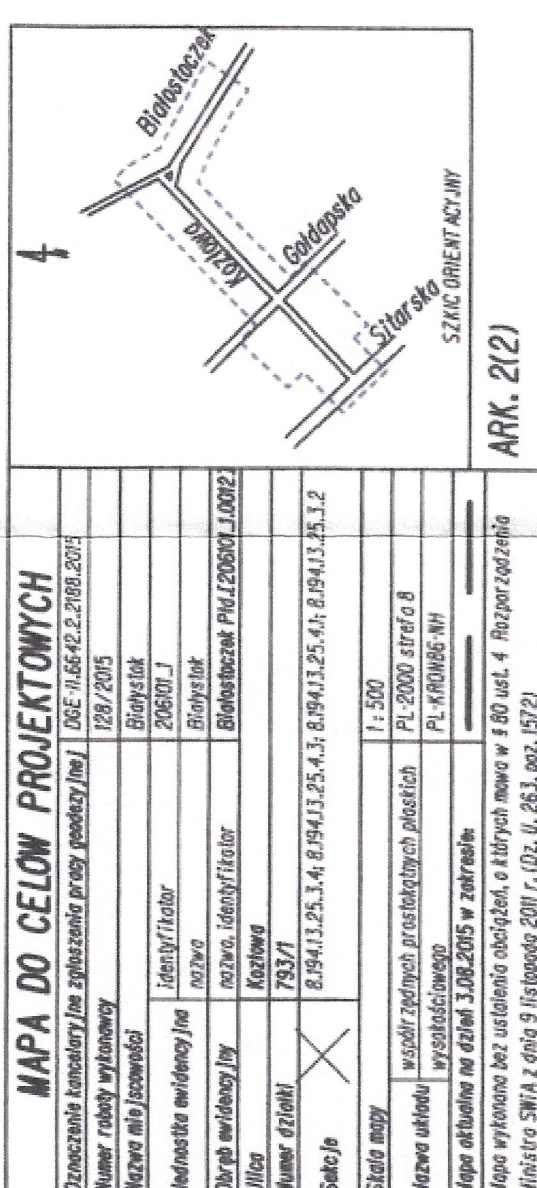 MAPA DO CELÓW PROJEKTOWYCH
Oznaczenie kancelaryjne zgłoszenia pracy geodezyjnej DGE-II.6642.2.2188.2015
Numer roboty wykonawcy 128/2015
Nazwa miejscowości Białystok
Jednostka ewidencyjna identyfikator 206101_1
nazwa Białystok
Obręb ewidencyjny nazwa, identyfikator Białostoczek Płd.[206101_1.0012]
Ulica Kozłowa
Numer działki 793/1
Sekcje 8.194.13.25.3.4; 8.194.13.25.4.3; 8.194.13.25.4.1; 8.194.13.25.3.2
Skala mapy 1:500
Nazwa układu współrzędnych prostokątnych płaskich PL-2000 strefa 8
wysokościowego PL-KRON86-NH
Mapa aktualna na dzień 3.08.2015 w zakresie:
Mapa wykonana bez ustalenia obciążeń, o których mowa w § 80 ust. 4 Rozporządzenia
Ministra SWiA z dnia 9 listopada 2011 r. (Dz. U. 263, poz. 1572)
Białostoczek
Kozłowa
Gołdapska
Sitarska
SZKIC ORIENTACYJNY
ARK. 2(2)